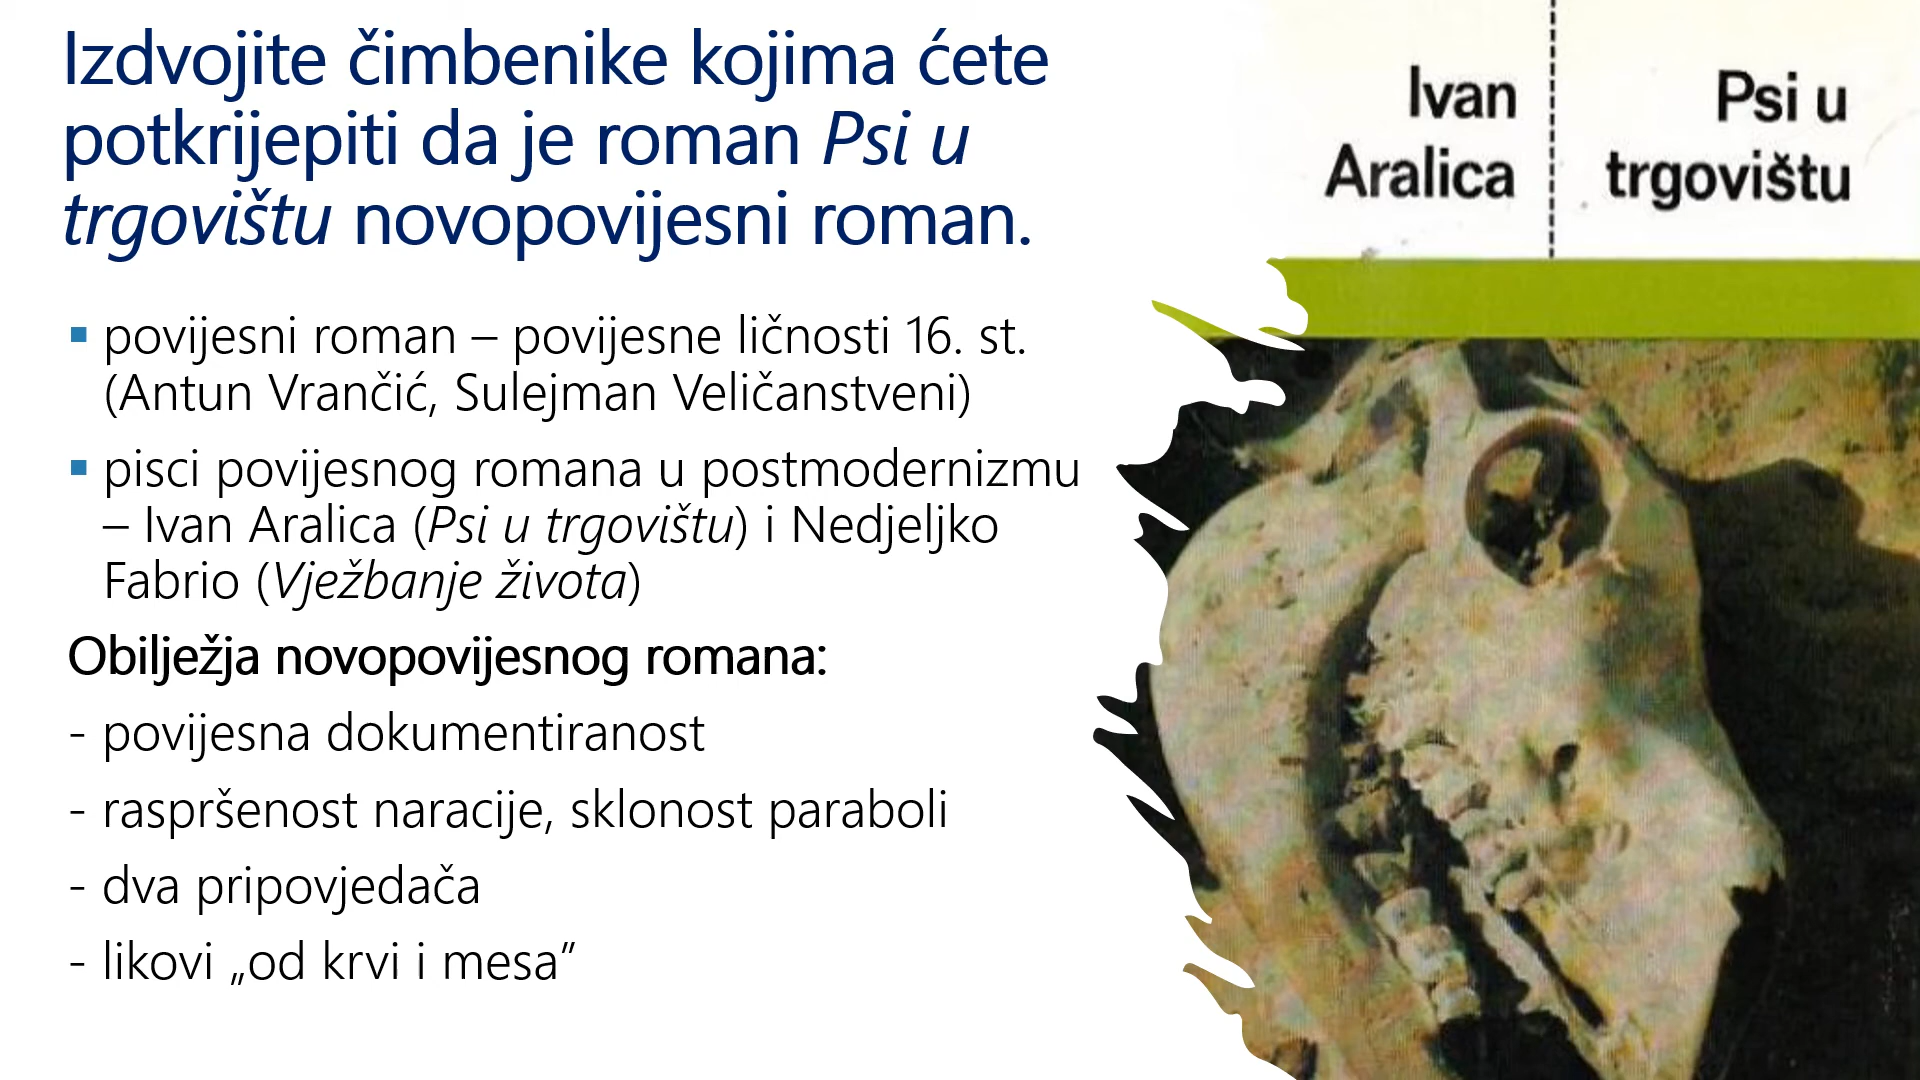 Izdvojite čimbenike kojima ćete
potkrijepiti da je roman Psi u
trgovištu novopovijesni roman.
▪ povijesni roman – povijesne ličnosti 16. st.
(Antun Vrančić, Sulejman Veličanstveni)
▪ pisci povijesnog romana u postmodernizmu
– Ivan Aralica (Psi u trgovištu) i Nedjeljko
Fabrio (Vježbanje života)
Obilježja novopovijesnog romana:
- povijesna dokumentiranost
- raspršenost naracije, sklonost paraboli
- dva pripovjedača
- likovi „od krvi i mesa”
Ivan
Aralica
Psi u
trgovištu